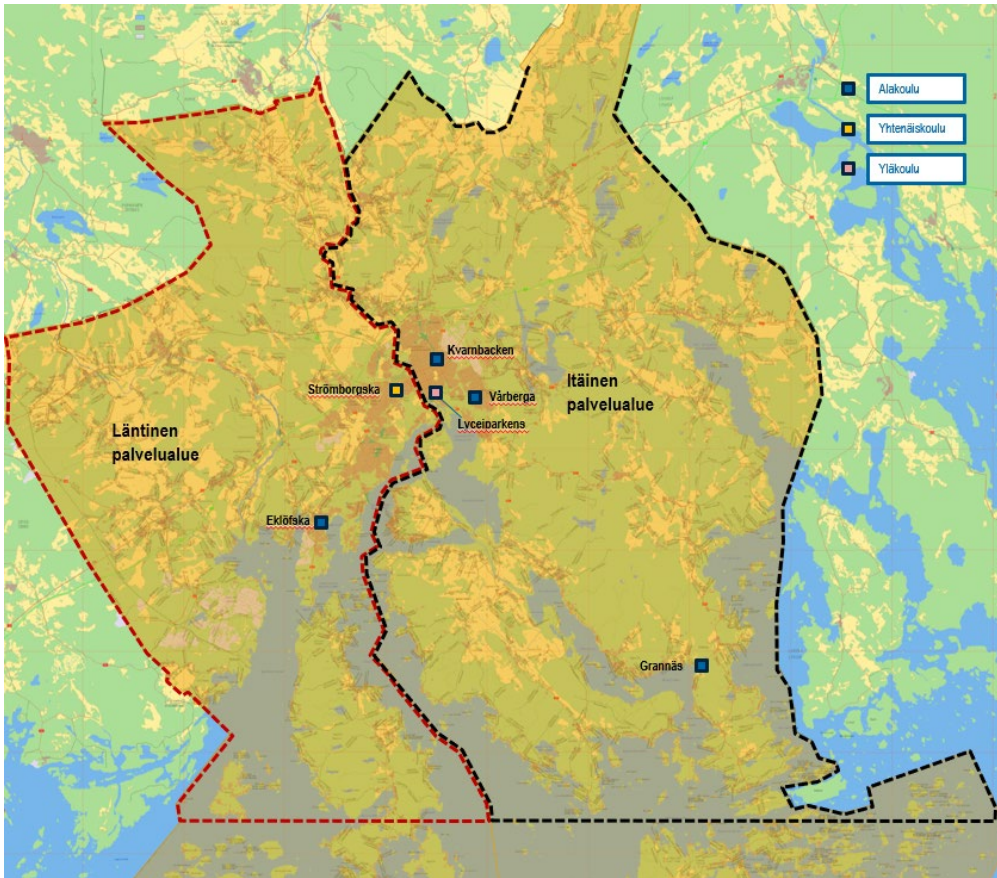 Alakoulu
Yhtenäiskoulu
Yläkoulu
Kvarnbacken
Strömborgska
Vårberga
Lyceiparkens
Itäinen
palvelualue
Läntinen
palvelualue
Eklöfska
Grannäs